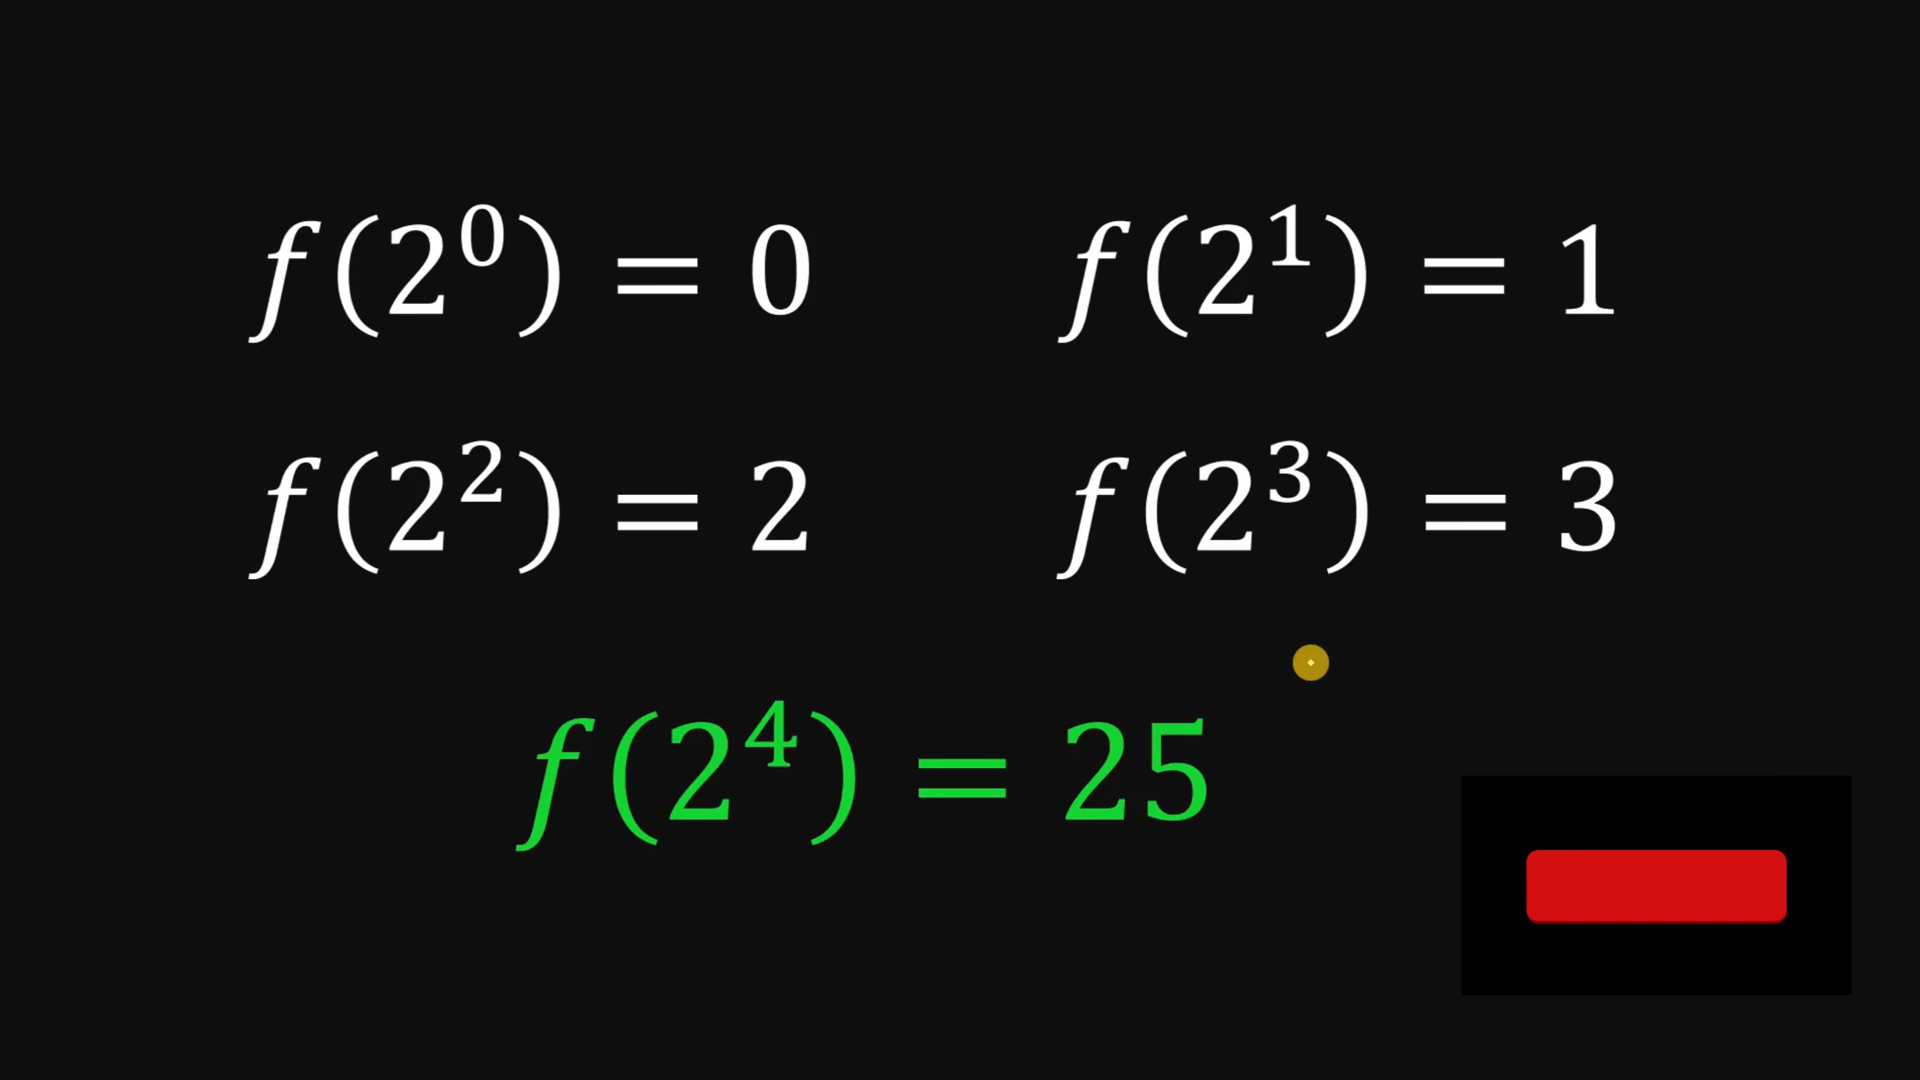 f(2⁰) = 0
f(2¹) = 1
f(2²) = 2
f(2³) = 3
f(2⁴) = 25